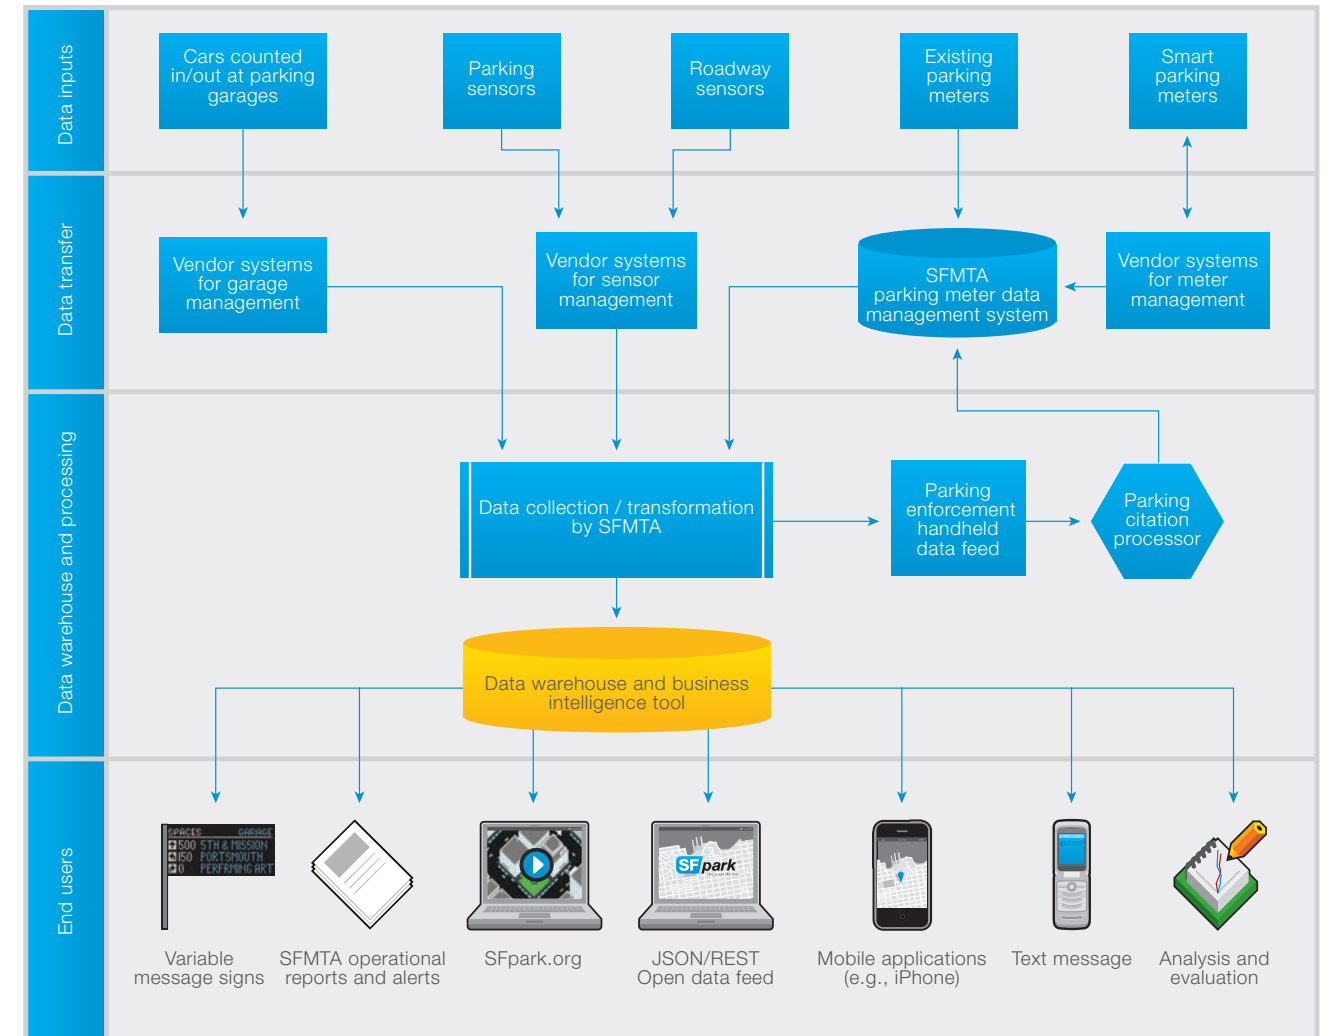 Data inputs
Cars counted
in/out at parking
garages
Parking
sensors
Roadway
sensors
Existing
parking
meters
Smart
parking
meters
Data transfer
Vendor systems
for garage
management
Vendor systems
for sensor
management
SFMTA
parking meter data
management system
Vendor systems
for meter
management
Data warehouse and processing
Data collection / transformation
by SFMTA
Parking
enforcement
handheld
data feed
Parking
citation
processor
Data warehouse and business
intelligence tool
End users
SPACES GARAGE
500 5TH & MISSION
150 PORTSMOUTH
0 PERFRMING ART
SFpark
Variable
message signs
SFMTA operational
reports and alerts
SFpark.org
JSON/REST
Open data feed
Mobile applications
(e.g., iPhone)
Text message
Analysis and
evaluation